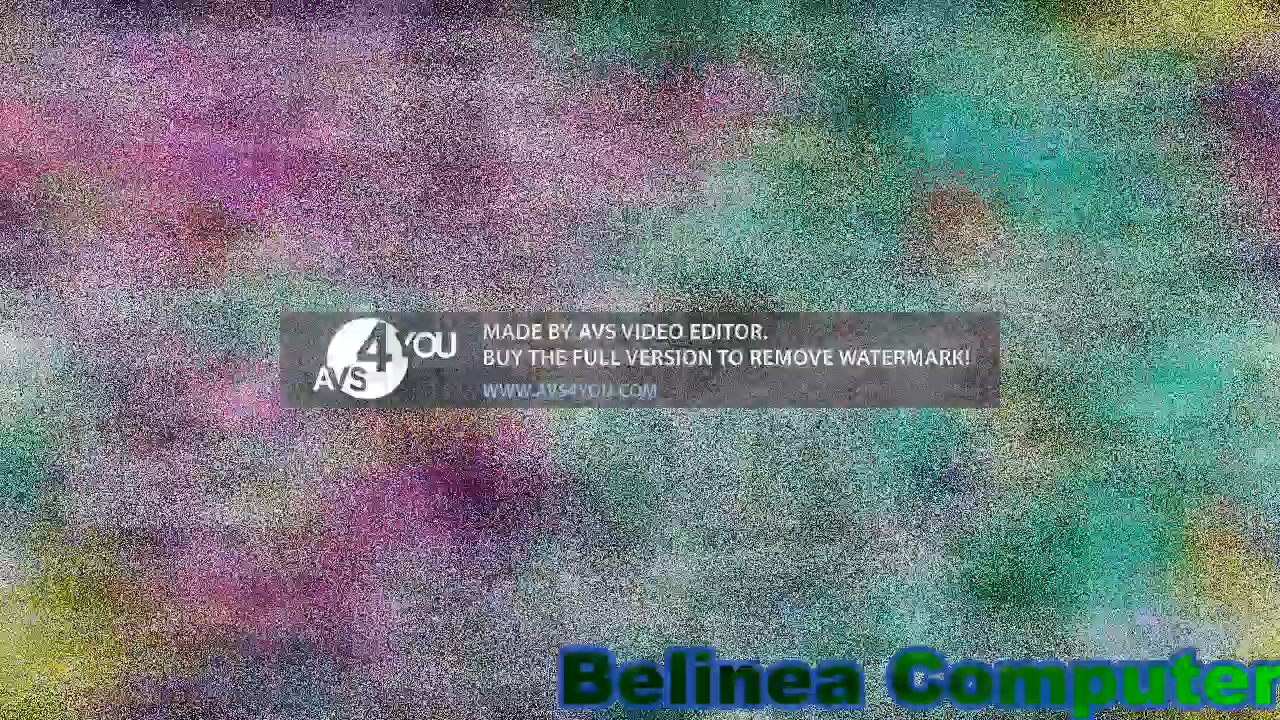 AVS4YOU
MADE BY AVS VIDEO EDITOR.
BUY THE FULL VERSION TO REMOVE WATERMARK!
WWW.AVS4YOU.COM
Belinea Computer